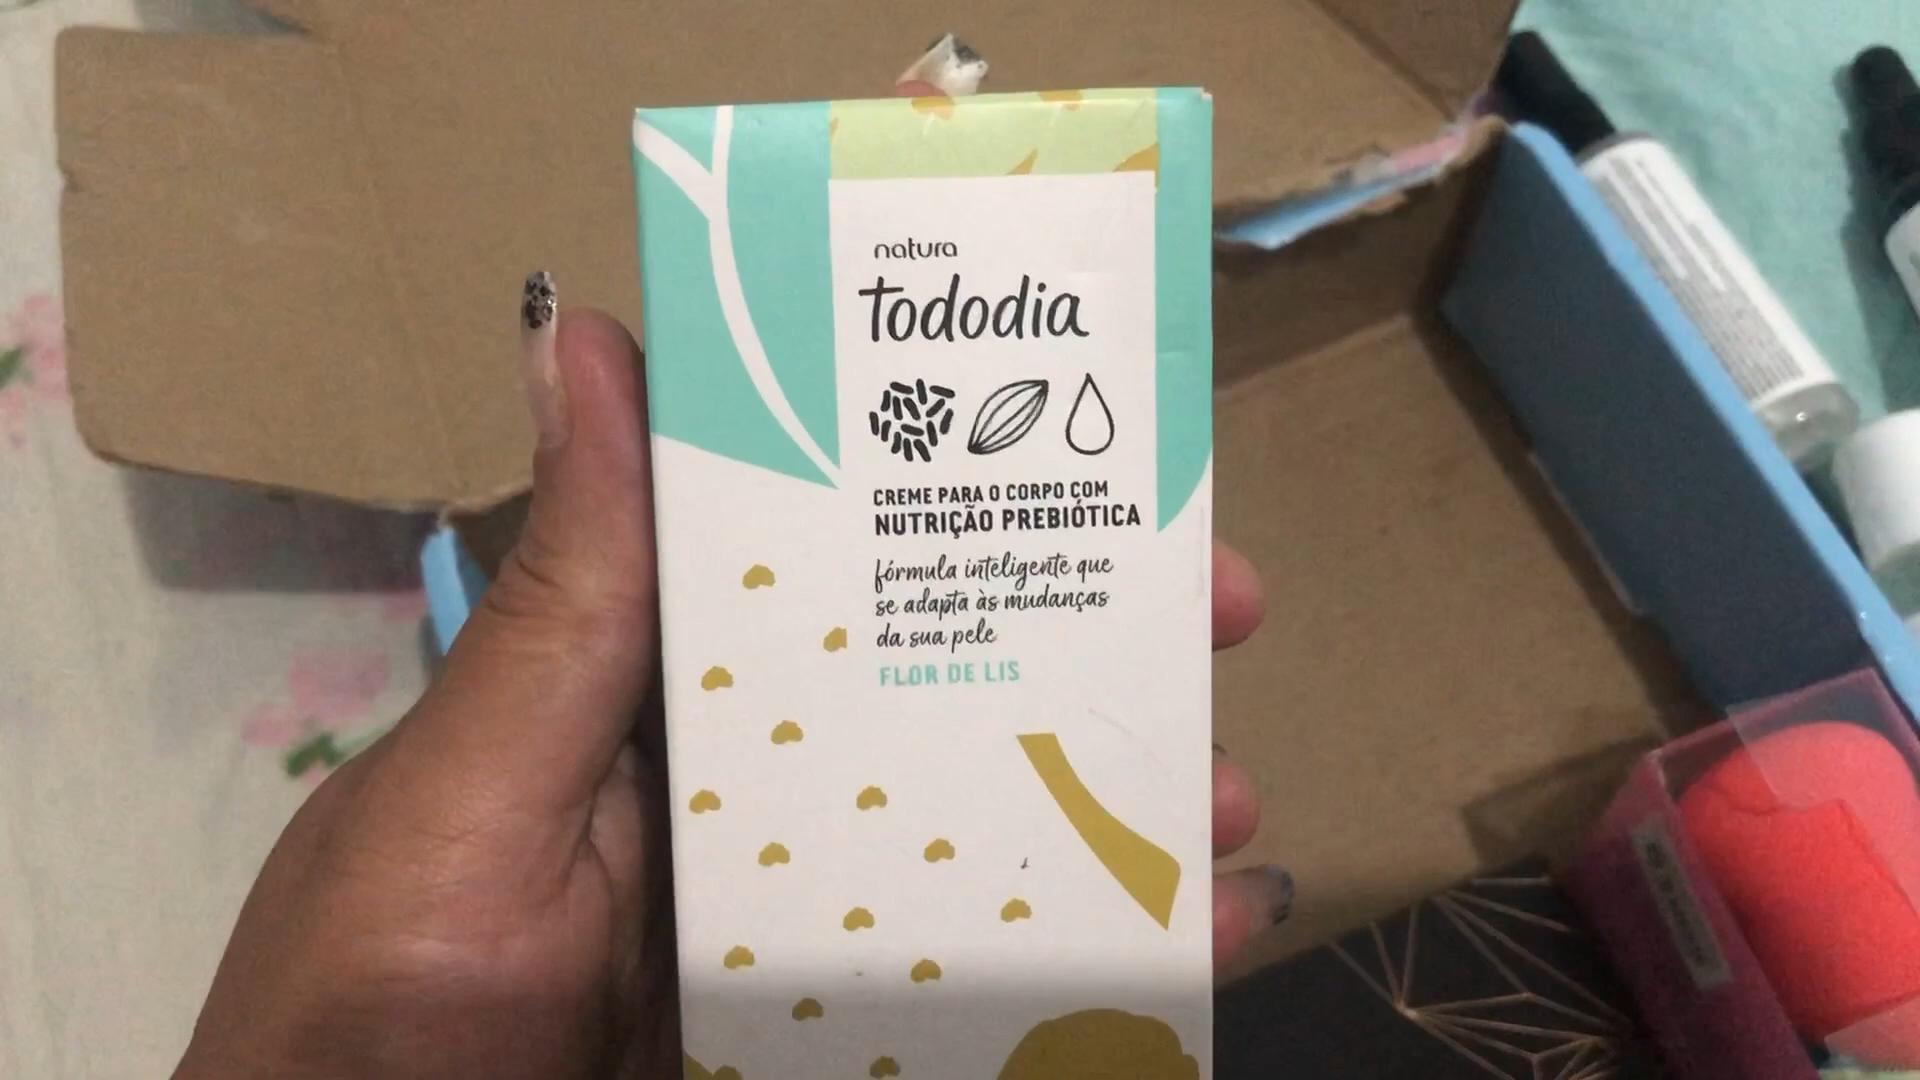 natura
tododia
CREME PARA O CORPO COM
NUTRIÇÃO PREBIÓTICA
fórmula inteligente que
se adapta às mudanças
da sua pele
FLOR DE LIS